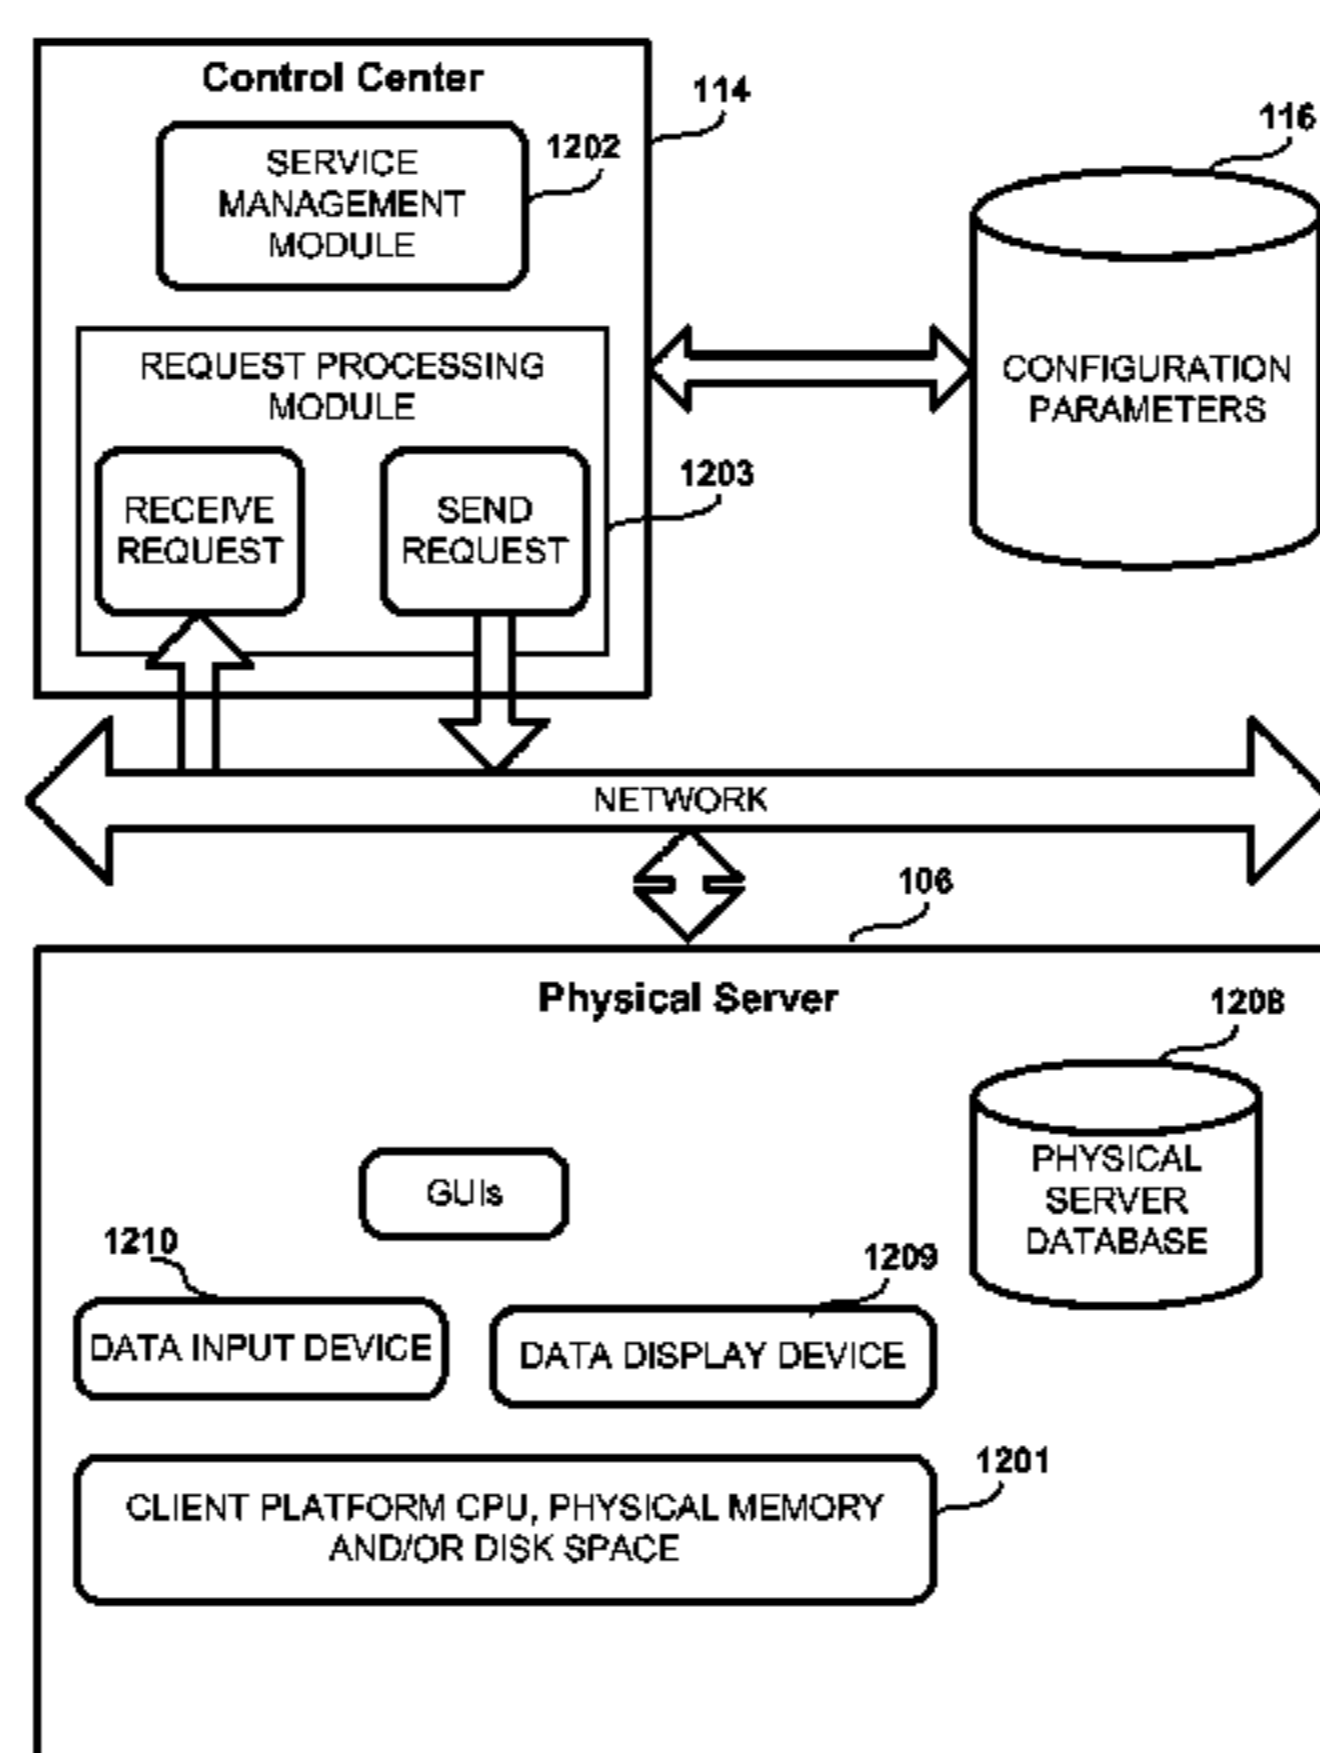 Control Center
114
SERVICE
MANAGEMENT
MODULE
1202
116
REQUEST PROCESSING
MODULE
CONFIGURATION
PARAMETERS
RECEIVE
REQUEST
SEND
REQUEST
1203
NETWORK
106
Physical Server
1208
PHYSICAL
SERVER
DATABASE
GUIs
1210
1209
DATA INPUT DEVICE
DATA DISPLAY DEVICE
1201
CLIENT PLATFORM CPU, PHYSICAL MEMORY
AND/OR DISK SPACE